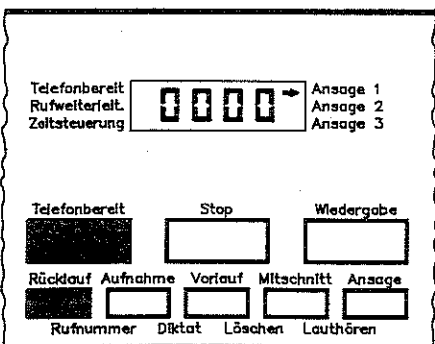 Telefonbereit
Rufweiterleit.
Zeitsteuerung
0000
Ansage 1
Ansage 2
Ansage 3
Telefonbereit Stop Wiedergabe
Rücklauf Aufnahme Vorlauf Mitschnitt Ansage
Rufnummer Diktat Löschen Lauthören